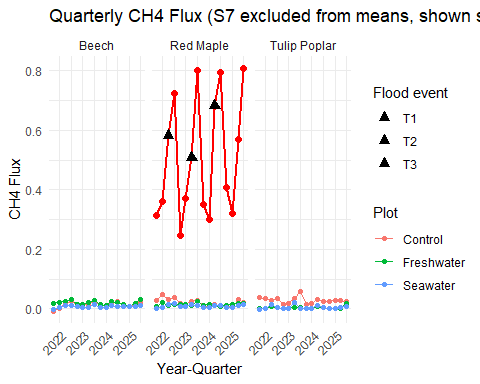 Quarterly CH4 Flux (S7 excluded from means, shown s
Beech
Red Maple
Tulip Poplar
0.8
0.6
0.4
0.2
0.0
CH4 Flux
2022 2023 2024 2025
2022 2023 2024 2025
2022 2023 2024 2025
Year-Quarter
Flood event
T1
T2
T3
Plot
Control
Freshwater
Seawater